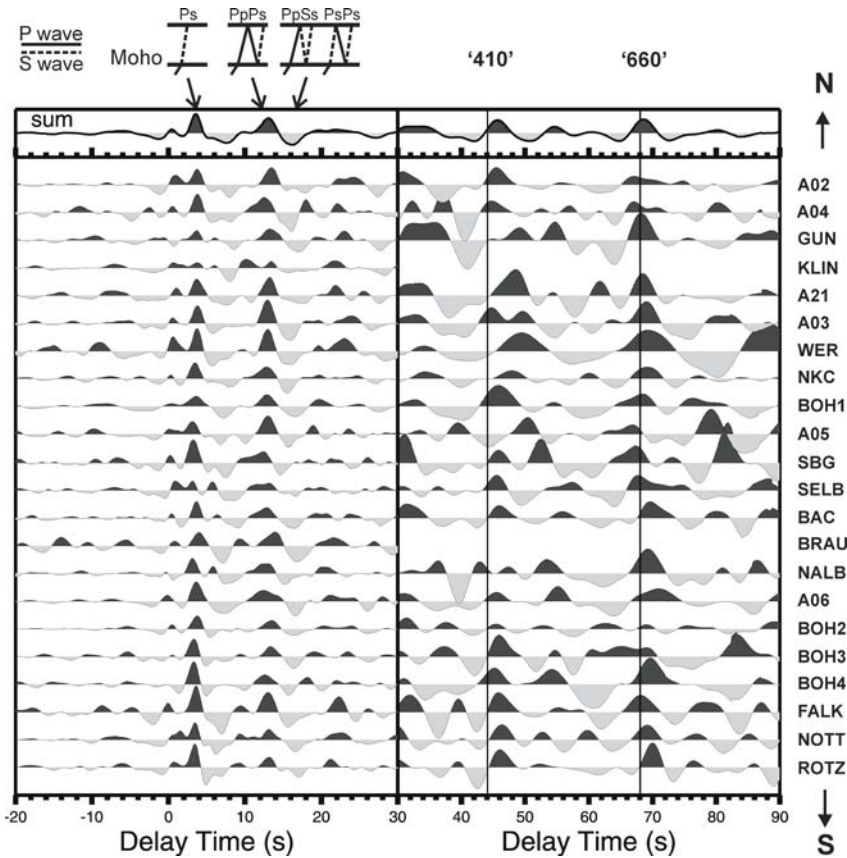 Ps PpPs PpSs PsPs
P wave
S wave
Moho
‘410’ ‘660’
N
sum
A02
A04
GUN
KLIN
A21
A03
WER
NKC
BOH1
A05
SBG
SELB
BAC
BRAU
NALB
A06
BOH2
BOH3
BOH4
FALK
NOTT
ROTZ
-20 -10 0 10 20 30 40 50 60 70 80 90
Delay Time (s) Delay Time (s)
S